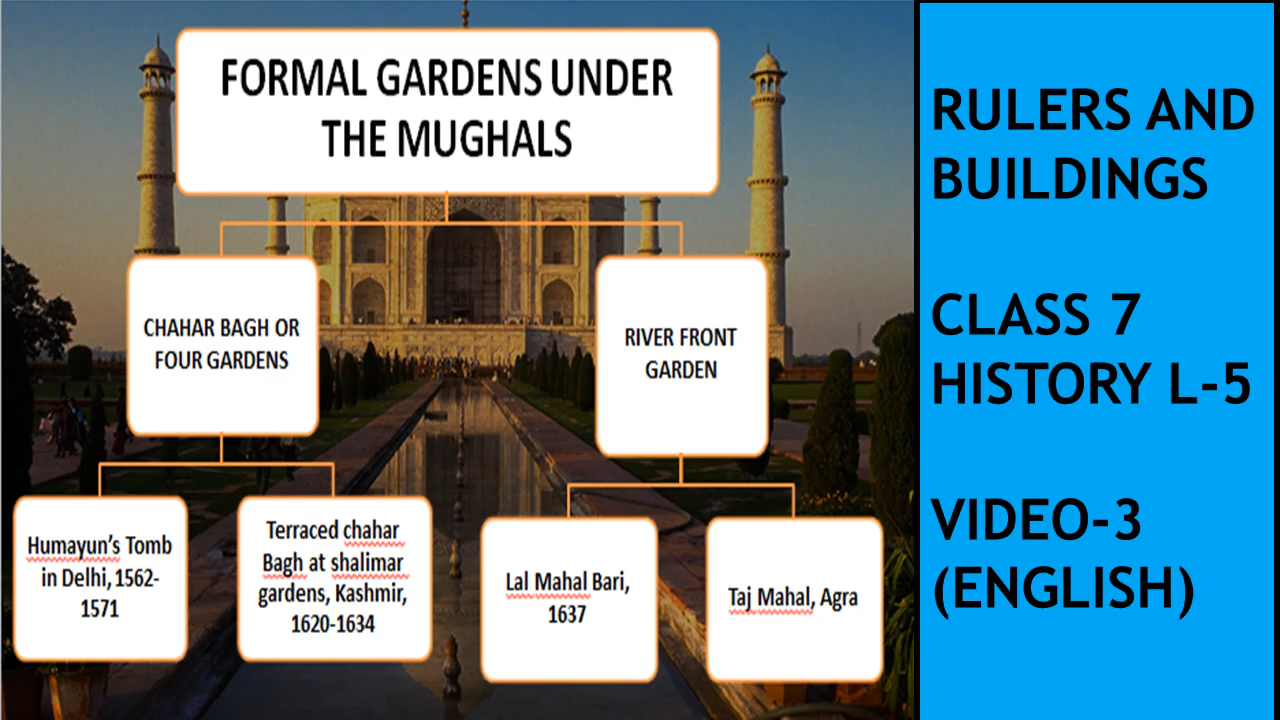 FORMAL GARDENS UNDER
THE MUGHALS
CHAHAR BAGH OR
FOUR GARDENS
RIVER FRONT
GARDEN
Humayun's Tomb
in Delhi, 1562-
1571
Terraced chahar
Bagh at shalimar
gardens, Kashmir,
1620-1634
Lal Mahal Bari,
1637
Taj Mahal, Agra
RULERS AND
BUILDINGS
CLASS 7
HISTORY L-5
VIDEO-3
(ENGLISH)